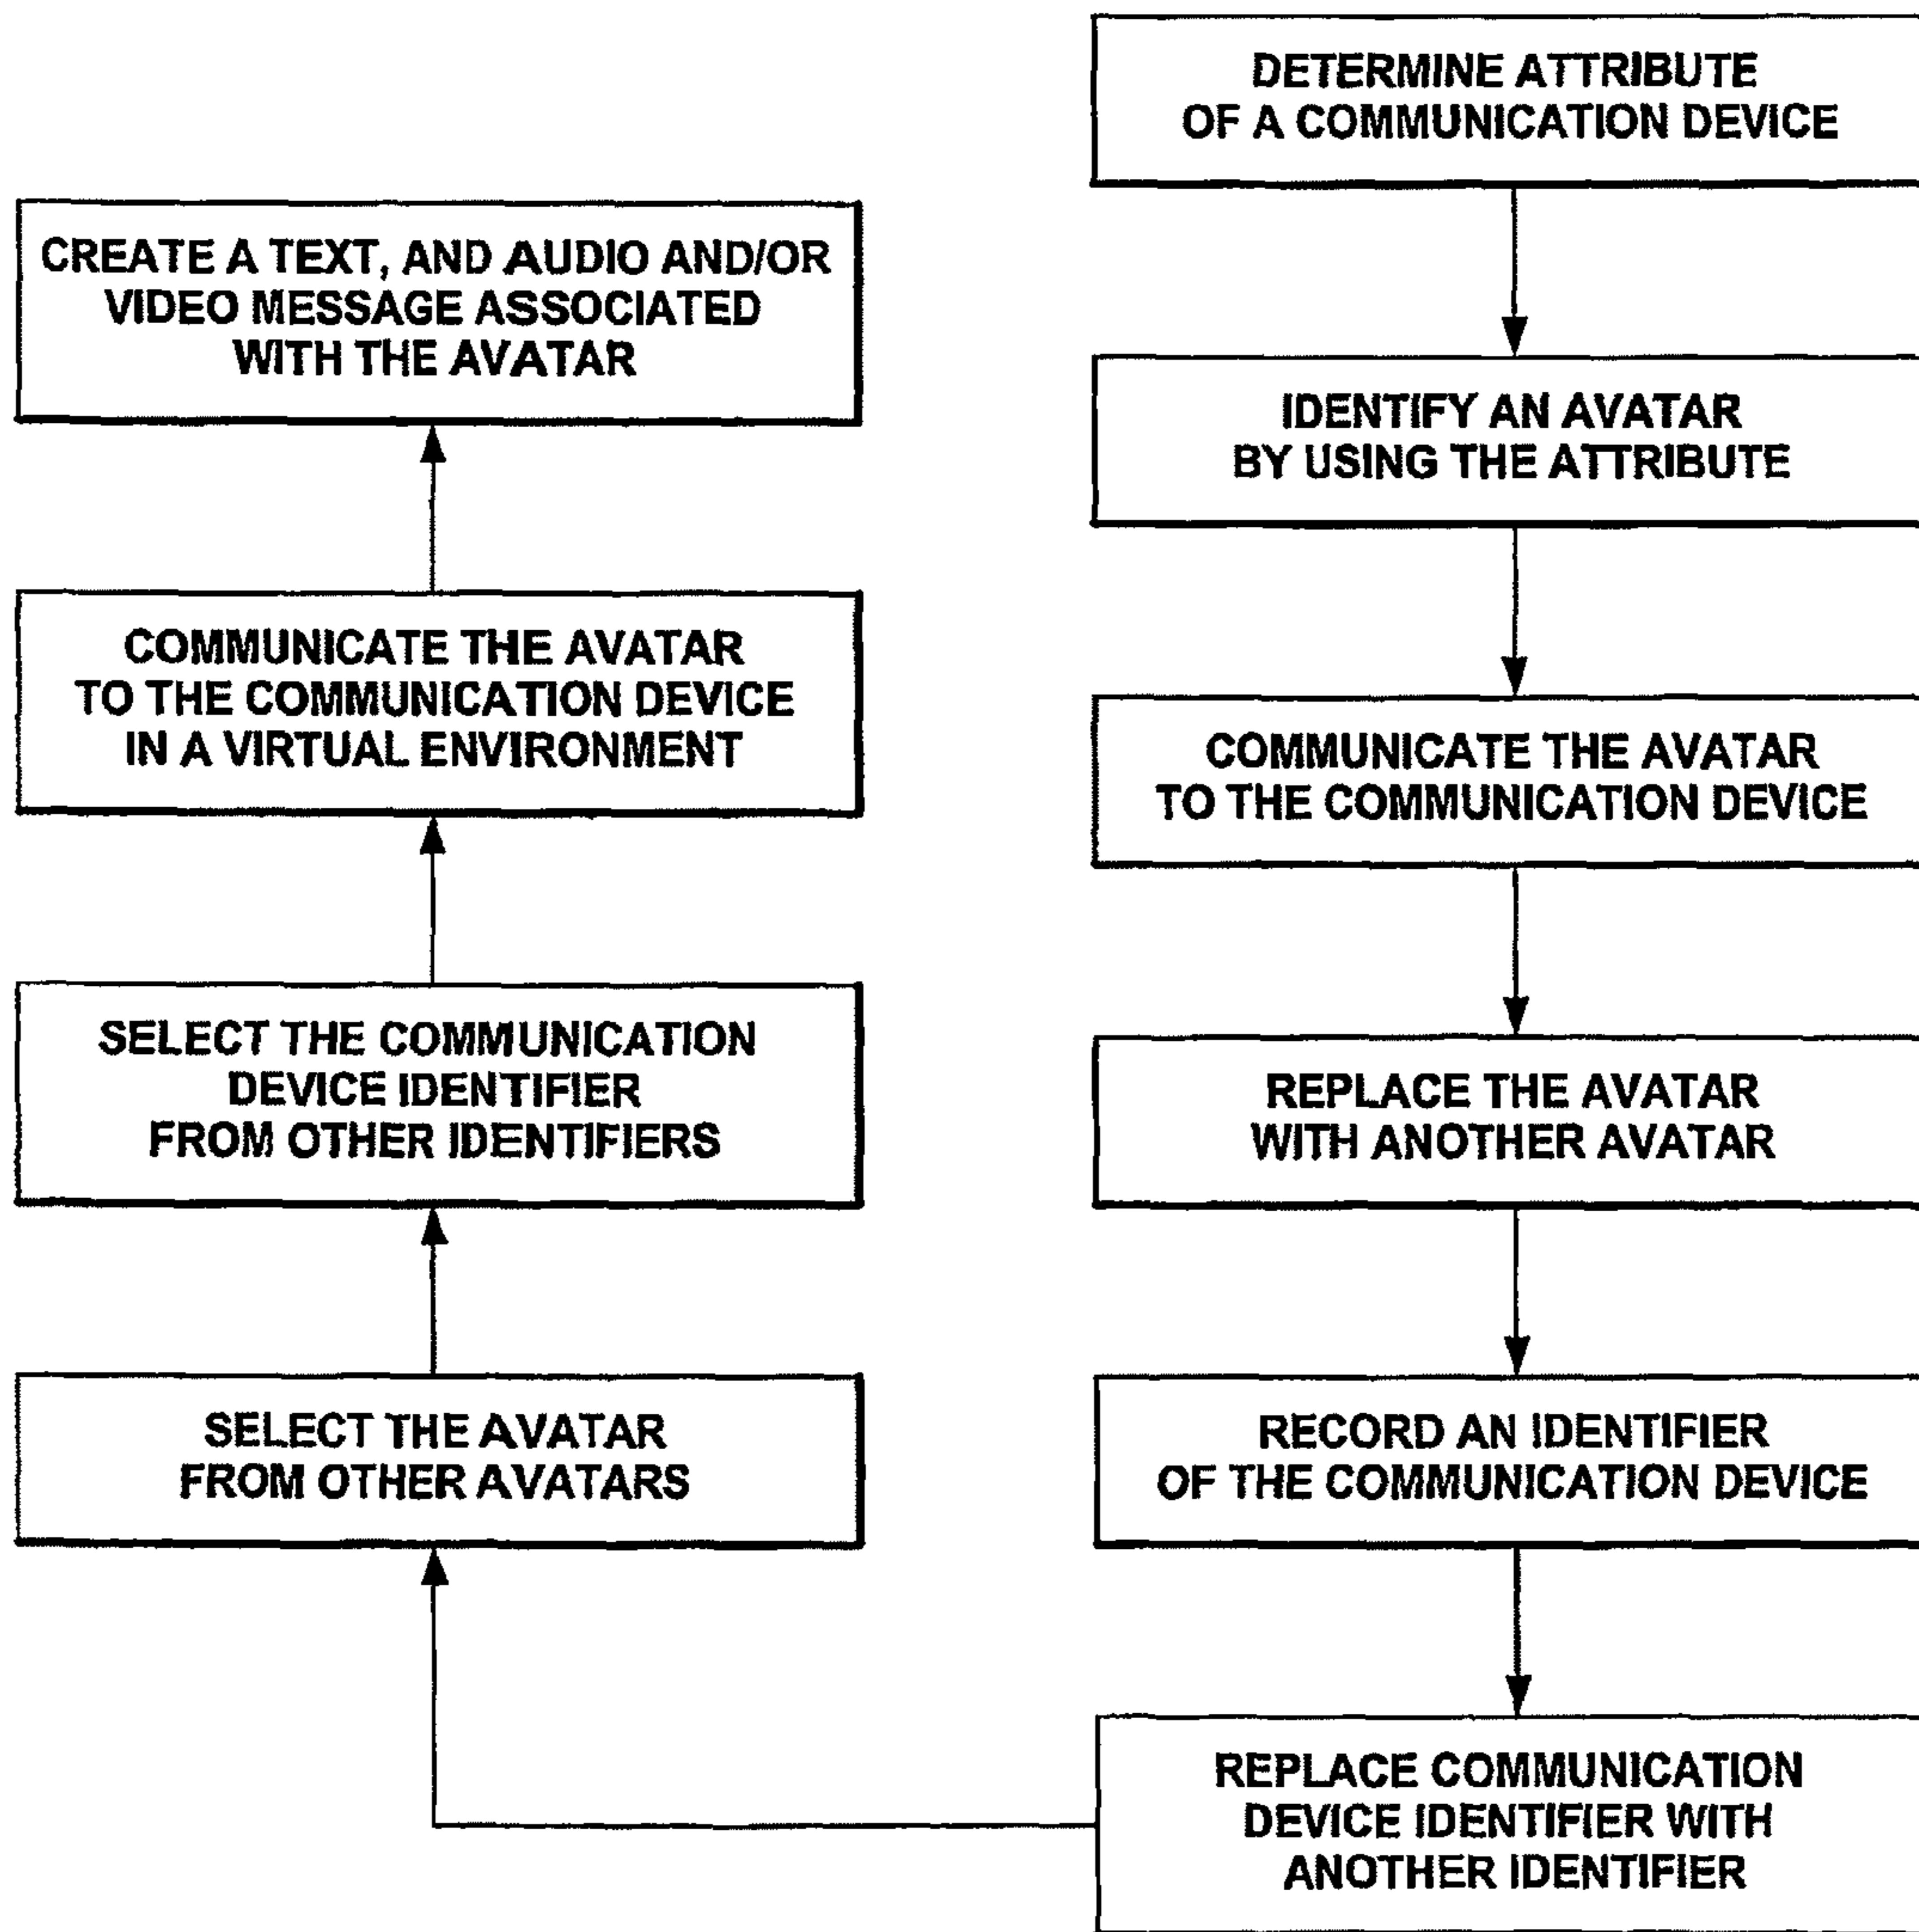 DETERMINE ATTRIBUTE
OF A COMMUNICATION DEVICE
IDENTIFY AN AVATAR
BY USING THE ATTRIBUTE
COMMUNICATE THE AVATAR
TO THE COMMUNICATION DEVICE
REPLACE THE AVATAR
WITH ANOTHER AVATAR
RECORD AN IDENTIFIER
OF THE COMMUNICATION DEVICE
REPLACE COMMUNICATION
DEVICE IDENTIFIER WITH
ANOTHER IDENTIFIER
SELECT THE AVATAR
FROM OTHER AVATARS
SELECT THE COMMUNICATION
DEVICE IDENTIFIER
FROM OTHER IDENTIFIERS
COMMUNICATE THE AVATAR
TO THE COMMUNICATION DEVICE
IN A VIRTUAL ENVIRONMENT
CREATE A TEXT, AND AUDIO AND/OR
VIDEO MESSAGE ASSOCIATED
WITH THE AVATAR